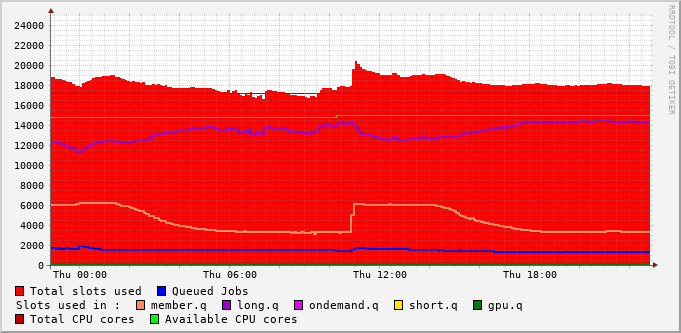 RRDTOOL / TOBI OETIKER
24000
22000
20000
18000
16000
14000
12000
10000
8000
6000
4000
2000
0
Thu 00:00 Thu 06:00 Thu 12:00 Thu 18:00
Total slots used Queued Jobs
Slots used in : member.q long.q ondemand.q short.q gpu.q
Total CPU cores Available CPU cores